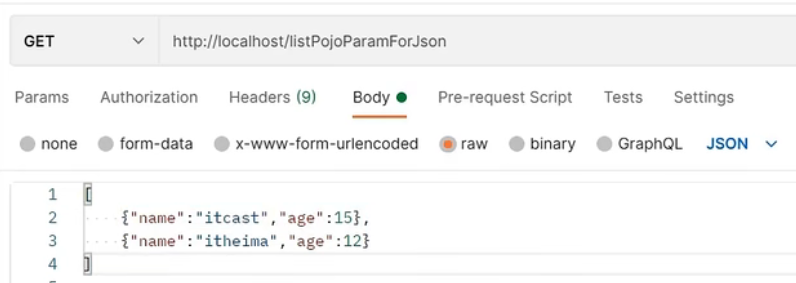 GET http://localhost/listPojoParamForJson
Params Authorization Headers (9) Body Pre-request Script Tests Settings
none form-data x-www-form-urlencoded raw binary GraphQL JSON
1 [
2 {"name":"itcast","age":15},
3 {"name":"itheima","age":12}
4 ]